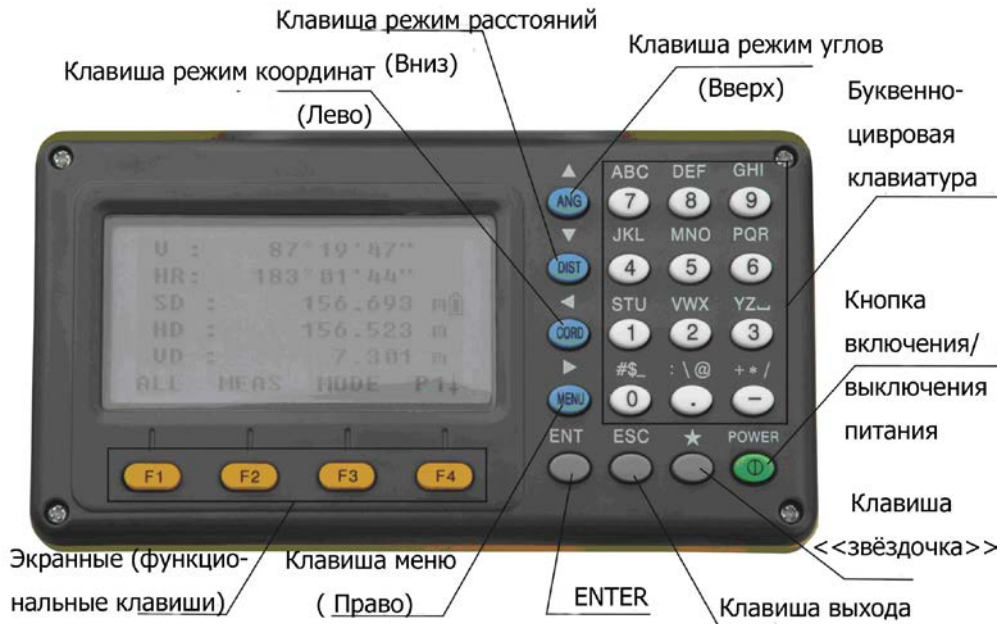 Клавиша режим расстояний
(Вниз)
Клавиша режим углов
(Вверх)
Клавиша режим координат
(Лево)
Буквенно-
цивровая
клавиатура
ABC DEF GHI
ANG 7 8 9
JKL MNO PQR
DIST 4 5 6
STU VWX YZ
CORD 1 2 3
#$_ : \ @ + * /
MENU 0 . −
ENT ESC ★ POWER
V : 87°19'47"
HR: 183°01'44"
SD : 156.693 m
HD : 156.523 m
VD : 7.301 m
ALL MEAS MODE P1↓
F1 F2 F3 F4
Кнопка
включения/
выключения
питания
Клавиша
<<звёздочка>>
Экранные (функцио-
нальные клавиши)
Клавиша меню
( Право)
ENTER
Клавиша выхода